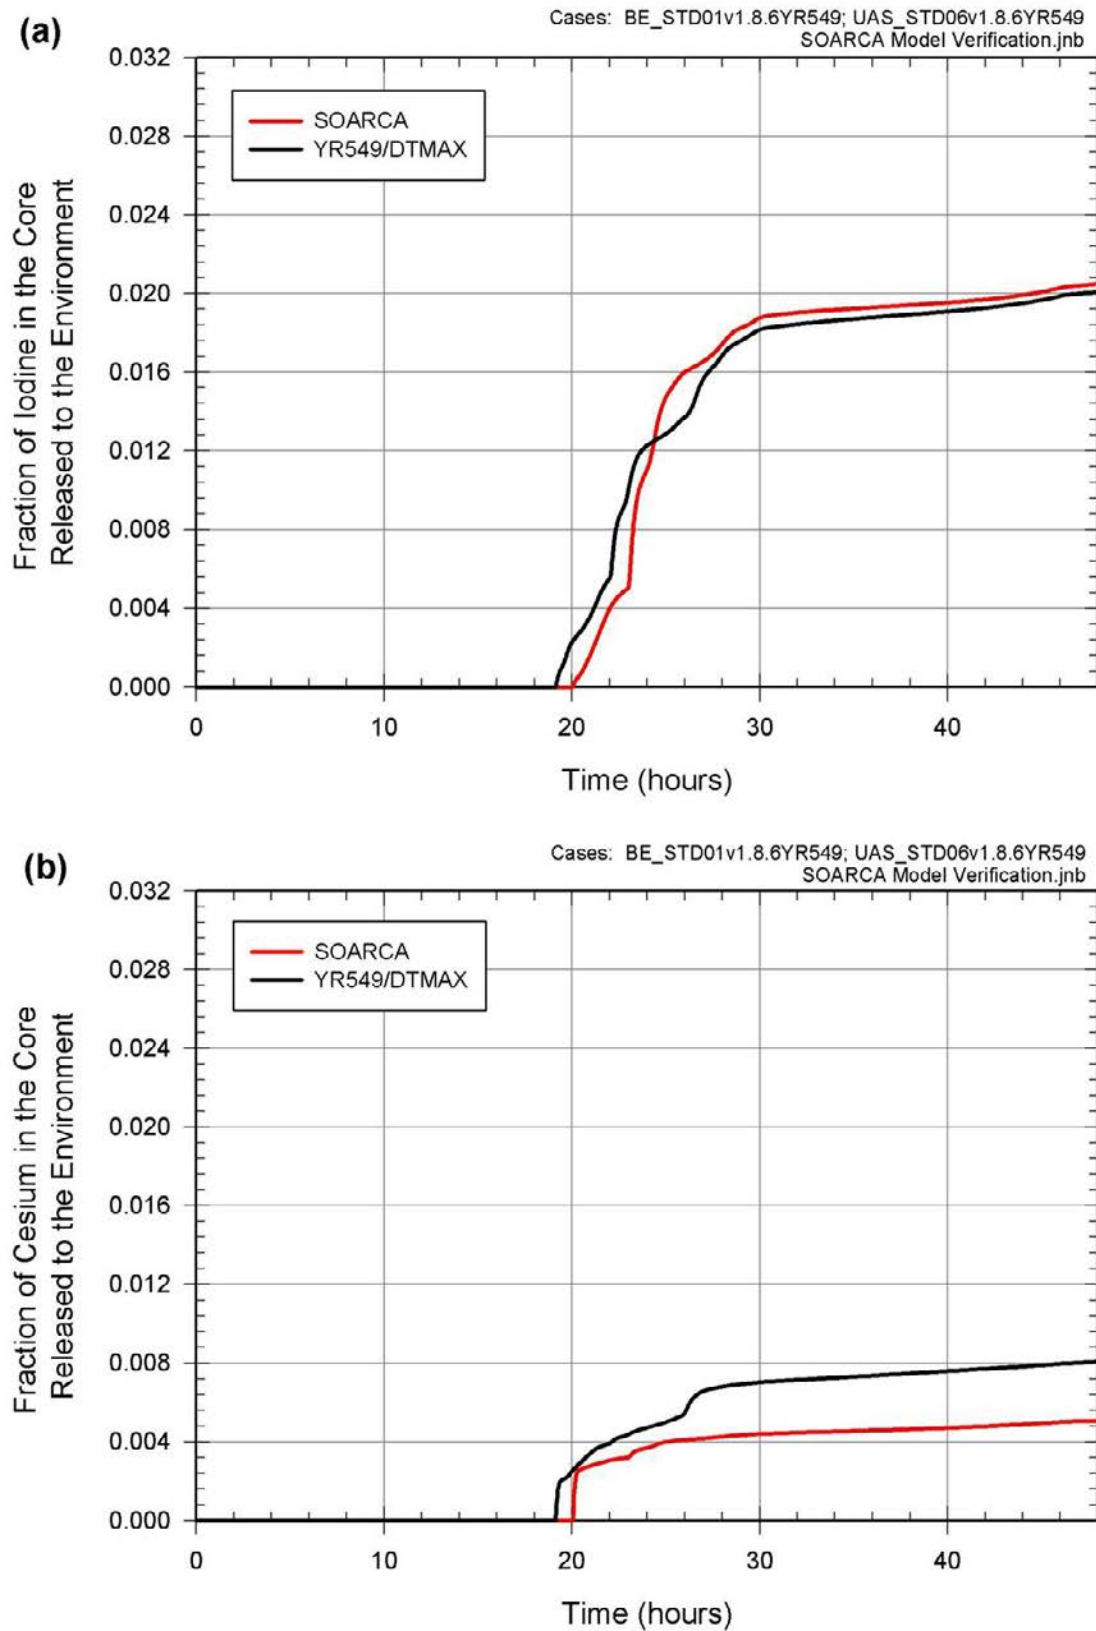 (a)
Cases: BE_STD01v1.8.6YR549; UAS_STD06v1.8.6YR549
SOARCA Model Verification.jnb
SOARCA
YR549/DTMAX
Fraction of Iodine in the Core
Released to the Environment
0.032
0.028
0.024
0.020
0.016
0.012
0.008
0.004
0.000
0 10 20 30 40
Time (hours)
(b)
Cases: BE_STD01v1.8.6YR549; UAS_STD06v1.8.6YR549
SOARCA Model Verification.jnb
SOARCA
YR549/DTMAX
Fraction of Cesium in the Core
Released to the Environment
0.032
0.028
0.024
0.020
0.016
0.012
0.008
0.004
0.000
0 10 20 30 40
Time (hours)